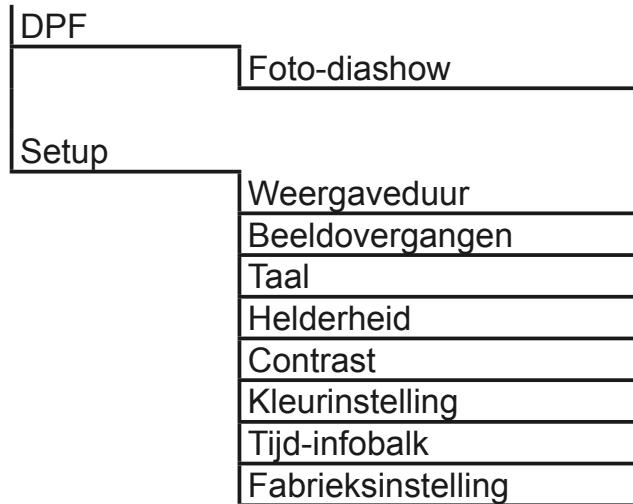 DPF
Foto-diashow
Setup
Weergaveduur
Beeldovergangen
Taal
Helderheid
Contrast
Kleurinstelling
Tijd-infobalk
Fabrieksinstelling